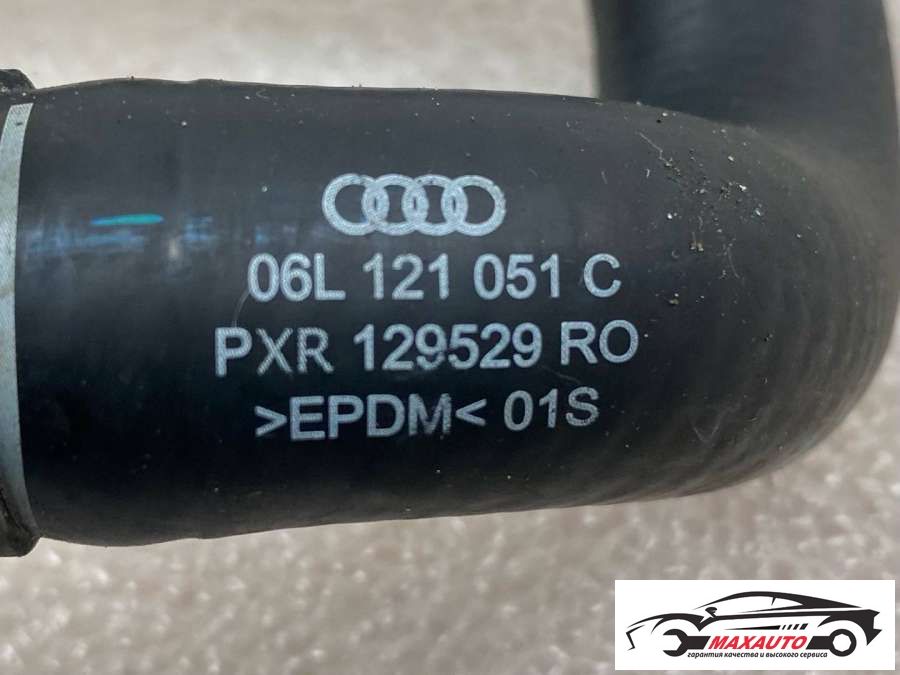 06L 121 051 C
PXR 129529 RO
>EPDM< 01S
MAXAUTO
гарантия качества и высокого сервиса